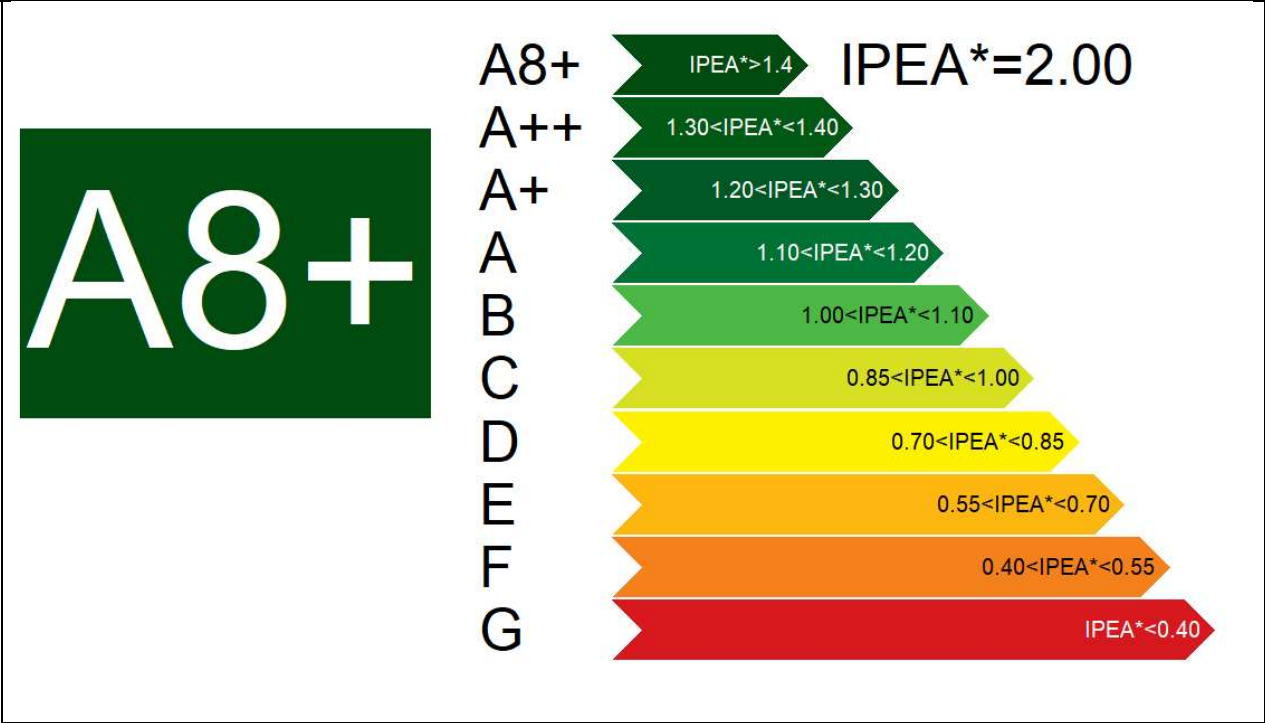 A8+
A8+ IPEA*>1.4 IPEA*=2.00
A++ 1.30<IPEA*<1.40
A+ 1.20<IPEA*<1.30
A 1.10<IPEA*<1.20
B 1.00<IPEA*<1.10
C 0.85<IPEA*<1.00
D 0.70<IPEA*<0.85
E 0.55<IPEA*<0.70
F 0.40<IPEA*<0.55
G IPEA*<0.40